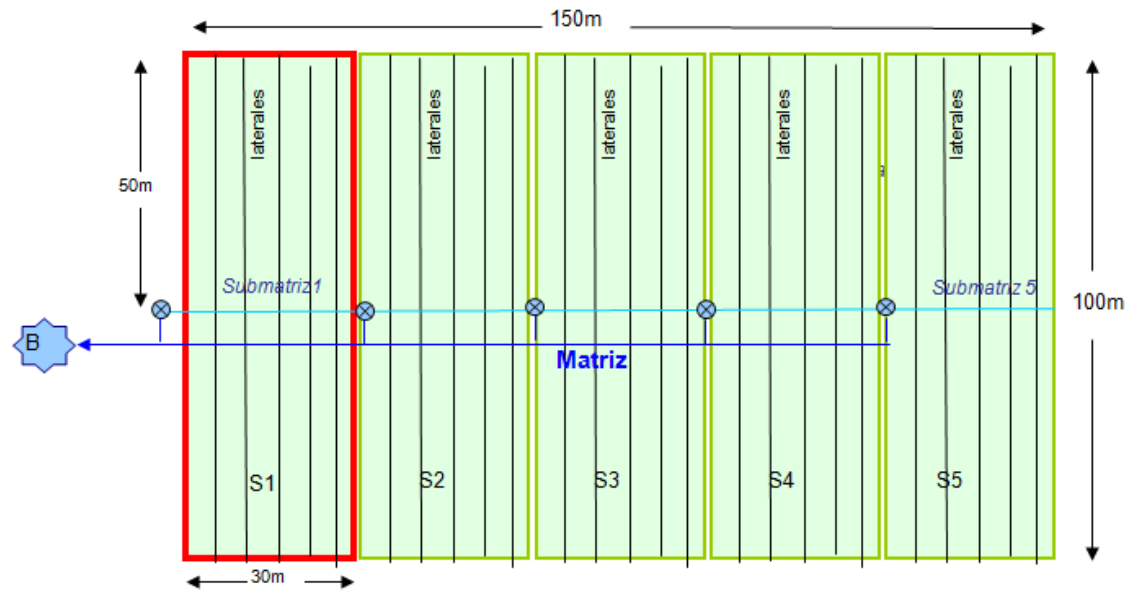 150m
laterales
laterales
laterales
laterales
laterales
50m
Submatriz1
Submatriz 5
100m
B
Matriz
S1
S2
S3
S4
S5
30m